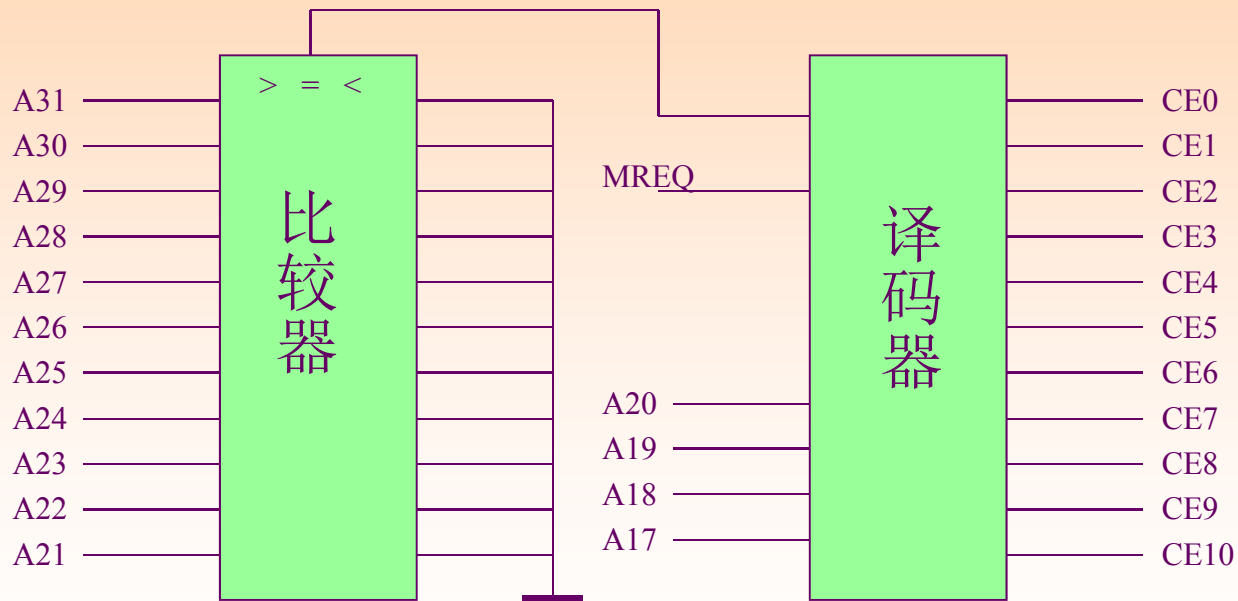 > = <
A31
A30
A29
A28
A27
A26
A25
A24
A23
A22
A21
比较器
MREQ
A20
A19
A18
A17
译码器
CE0
CE1
CE2
CE3
CE4
CE5
CE6
CE7
CE8
CE9
CE10